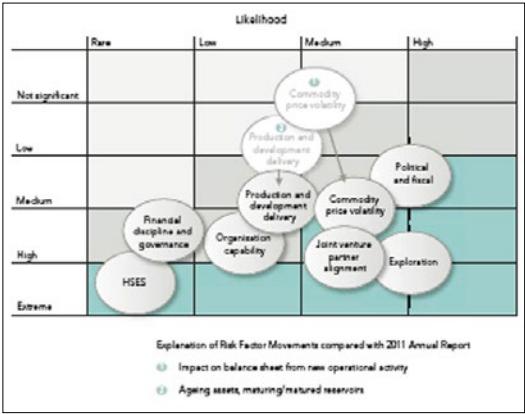 Likelihood
Rare
Low
Medium
High
Not significant
1
Commodity
price volatility
Low
2
Production and
development
delivery
Political
and fiscal
Medium
Production and
development
delivery
Commodity
price volatility
Financial
discipline and
governance
Organisation
capability
Joint venture
partner
alignment
Exploration
High
HSES
Extreme
Explanation of Risk Factor Movements compared with 2011 Annual Report
1 Impact on balance sheet from new operational activity
2 Ageing assets, maturing/matured reservoirs